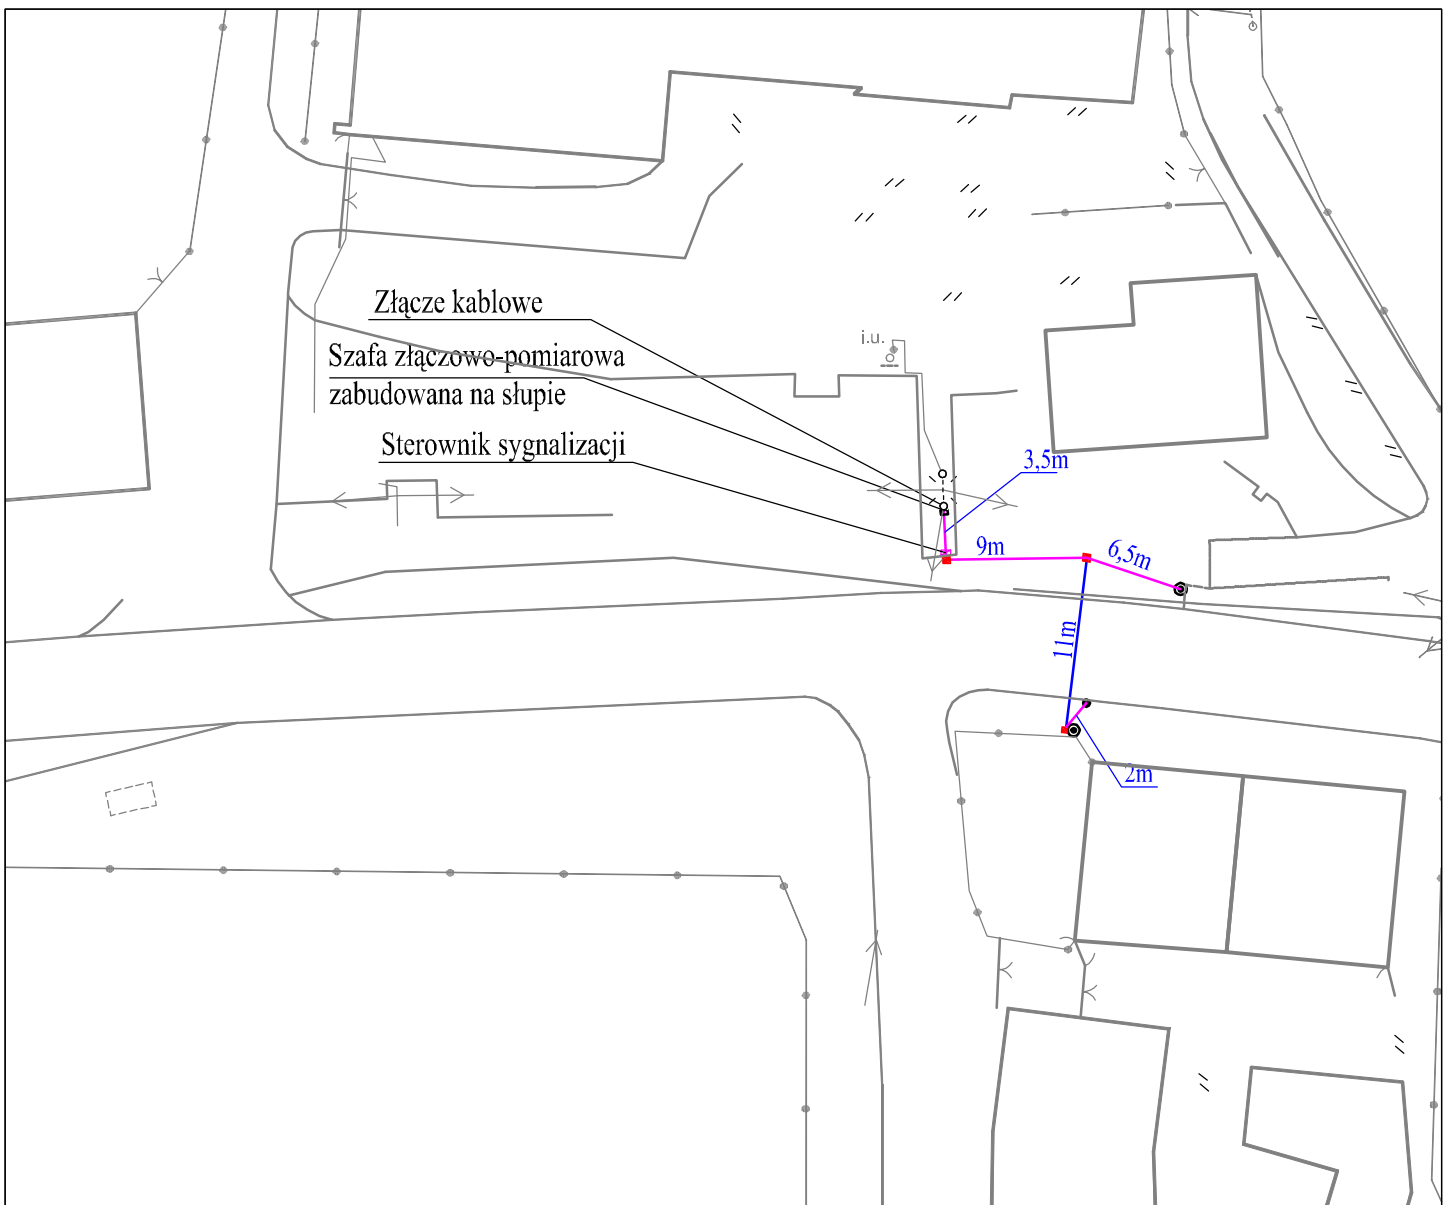 Złącze kablowe
i.u.
Szafa złączowo-pomiarowa
zabudowana na słupie
Sterownik sygnalizacji
3,5m
9m
6,5m
11m
2m